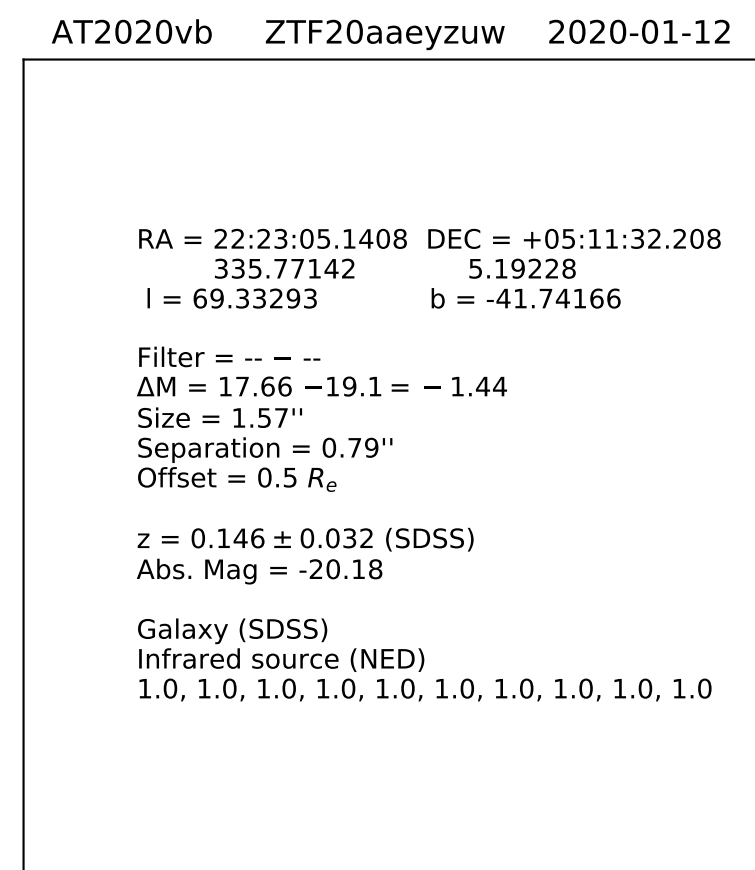 AT2020vb ZTF20aaeyzuw 2020-01-12
RA = 22:23:05.1408 DEC = +05:11:32.208
335.77142 5.19228
l = 69.33293 b = -41.74166
Filter = -- − --
ΔM = 17.66 −19.1 = − 1.44
Size = 1.57''
Separation = 0.79''
Offset = 0.5 Rₑ
z = 0.146 ± 0.032 (SDSS)
Abs. Mag = -20.18
Galaxy (SDSS)
Infrared source (NED)
1.0, 1.0, 1.0, 1.0, 1.0, 1.0, 1.0, 1.0, 1.0, 1.0